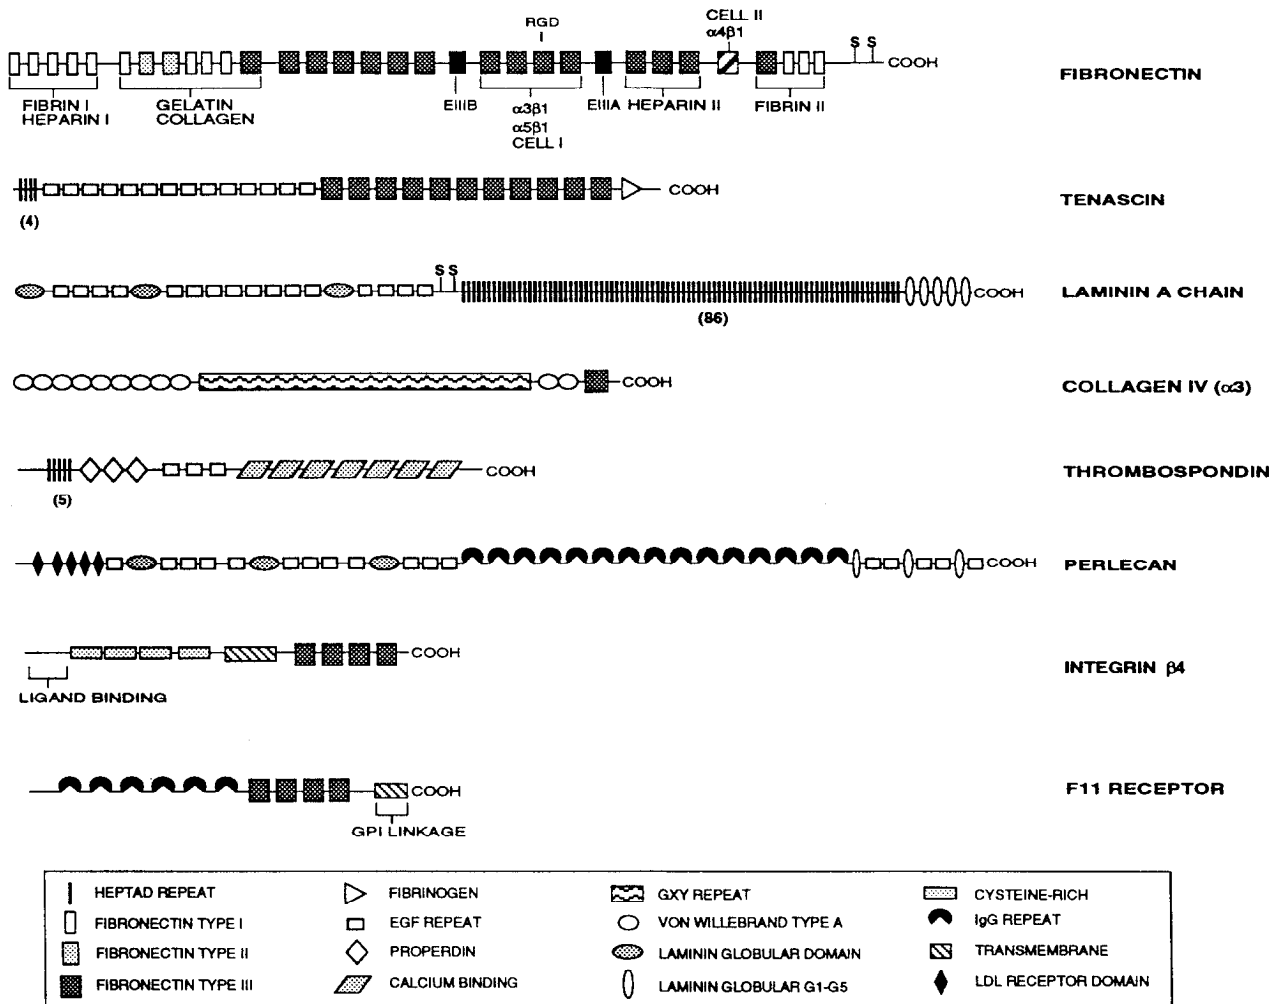 CELL II
RGD α4β1
S S
COOH
FIBRONECTIN
FIBRIN I GELATIN EIIIB α3β1 EIIIA HEPARIN II FIBRIN II
HEPARIN I COLLAGEN α5β1
CELL I
COOH
TENASCIN
(4)
S S
COOH
LAMININ A CHAIN
(86)
COOH
COLLAGEN IV (α3)
COOH
THROMBOSPONDIN
(5)
COOH
PERLECAN
COOH
INTEGRIN β4
LIGAND BINDING
COOH
F11 RECEPTOR
GPI LINKAGE
HEPTAD REPEAT FIBRINOGEN GXY REPEAT CYSTEINE-RICH
FIBRONECTIN TYPE I EGF REPEAT VON WILLEBRAND TYPE A IgG REPEAT
FIBRONECTIN TYPE II PROPERDIN LAMININ GLOBULAR DOMAIN TRANSMEMBRANE
FIBRONECTIN TYPE III CALCIUM BINDING LAMININ GLOBULAR G1-G5 LDL RECEPTOR DOMAIN